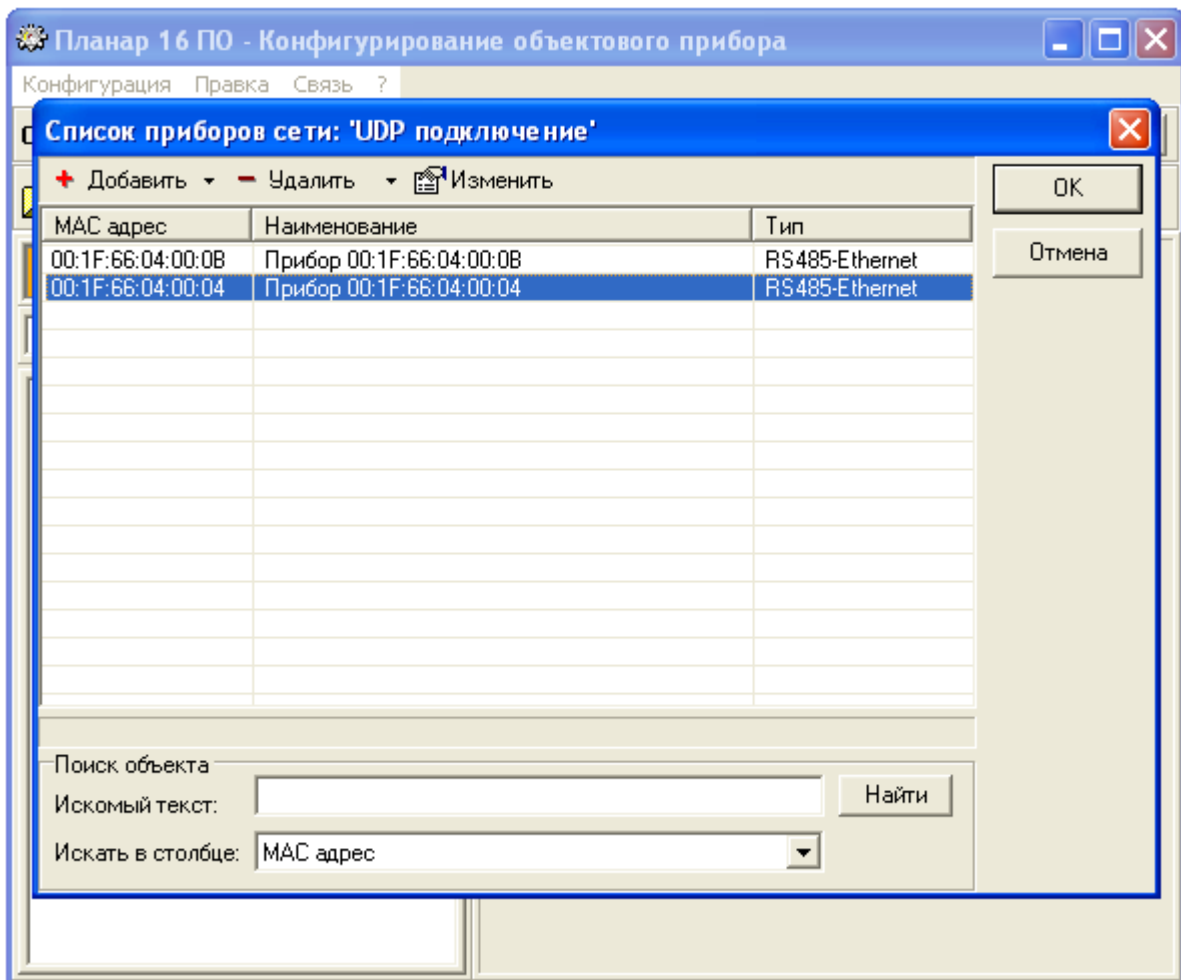 Планар 16 ПО - Конфигурирование объектового прибора
Конфигурация Правка Связь ?
Список приборов сети: 'UDP подключение'
Добавить Удалить Изменить
OK
Отмена
MAC адрес Наименование Тип
00:1F:66:04:00:0B Прибор 00:1F:66:04:00:0B RS485-Ethernet
00:1F:66:04:00:04 Прибор 00:1F:66:04:00:04 RS485-Ethernet
Поиск объекта
Искомый текст: Найти
Искать в столбце: MAC адрес